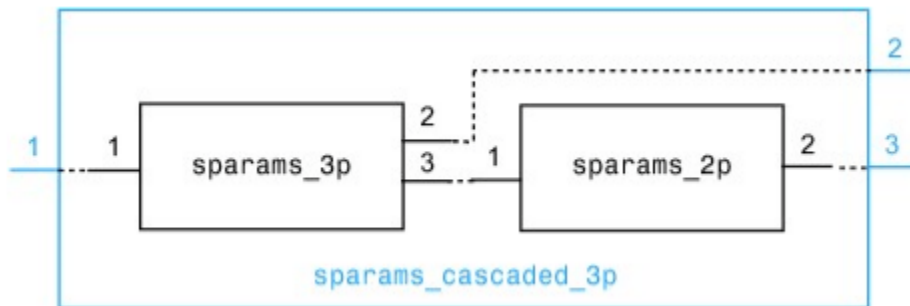 2
2
1 1 sparams_3p 3 1 sparams_2p 2 3
sparams_cascaded_3p